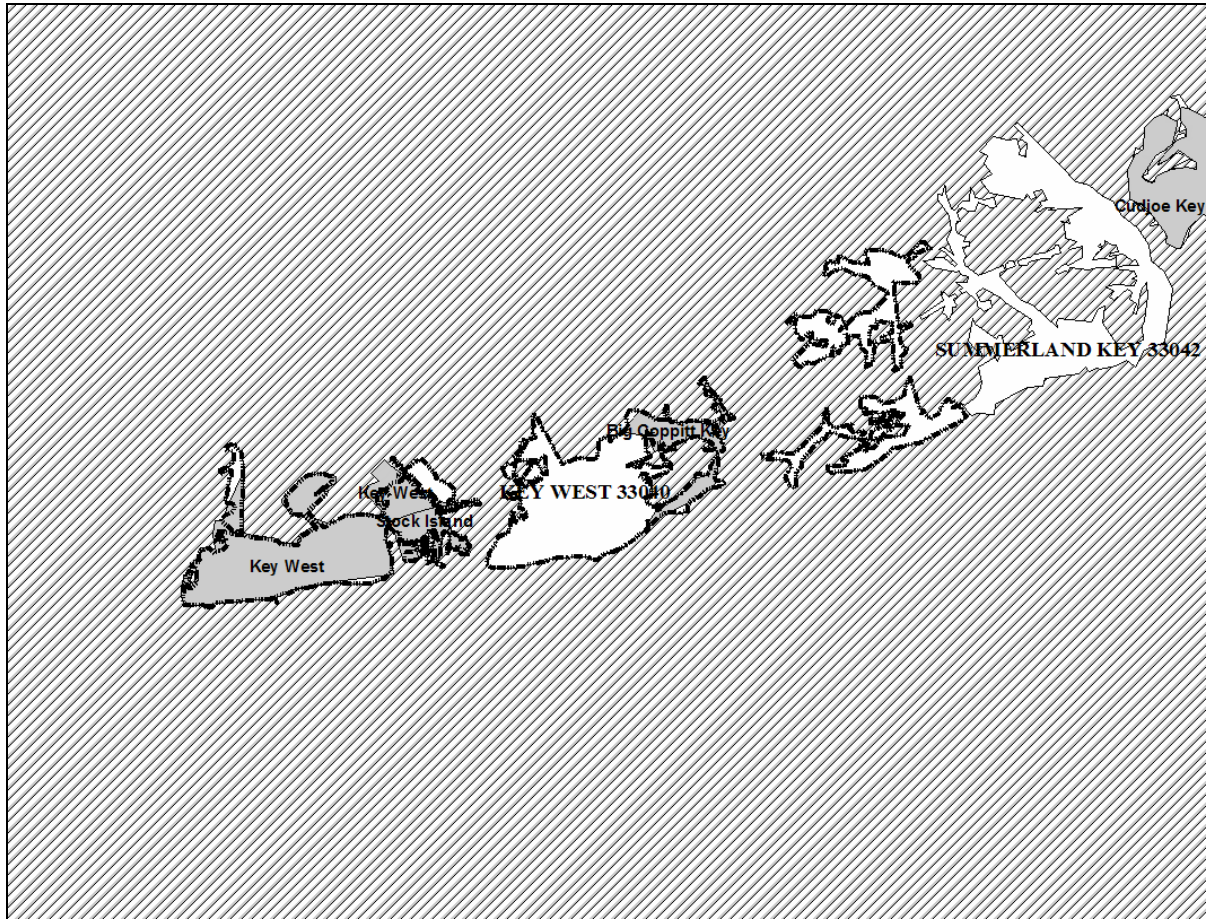 Cudjoe Key
SUMMERLAND KEY 33042
Big Coppitt Key
Key West
KEY WEST 33040
Stock Island
Key West